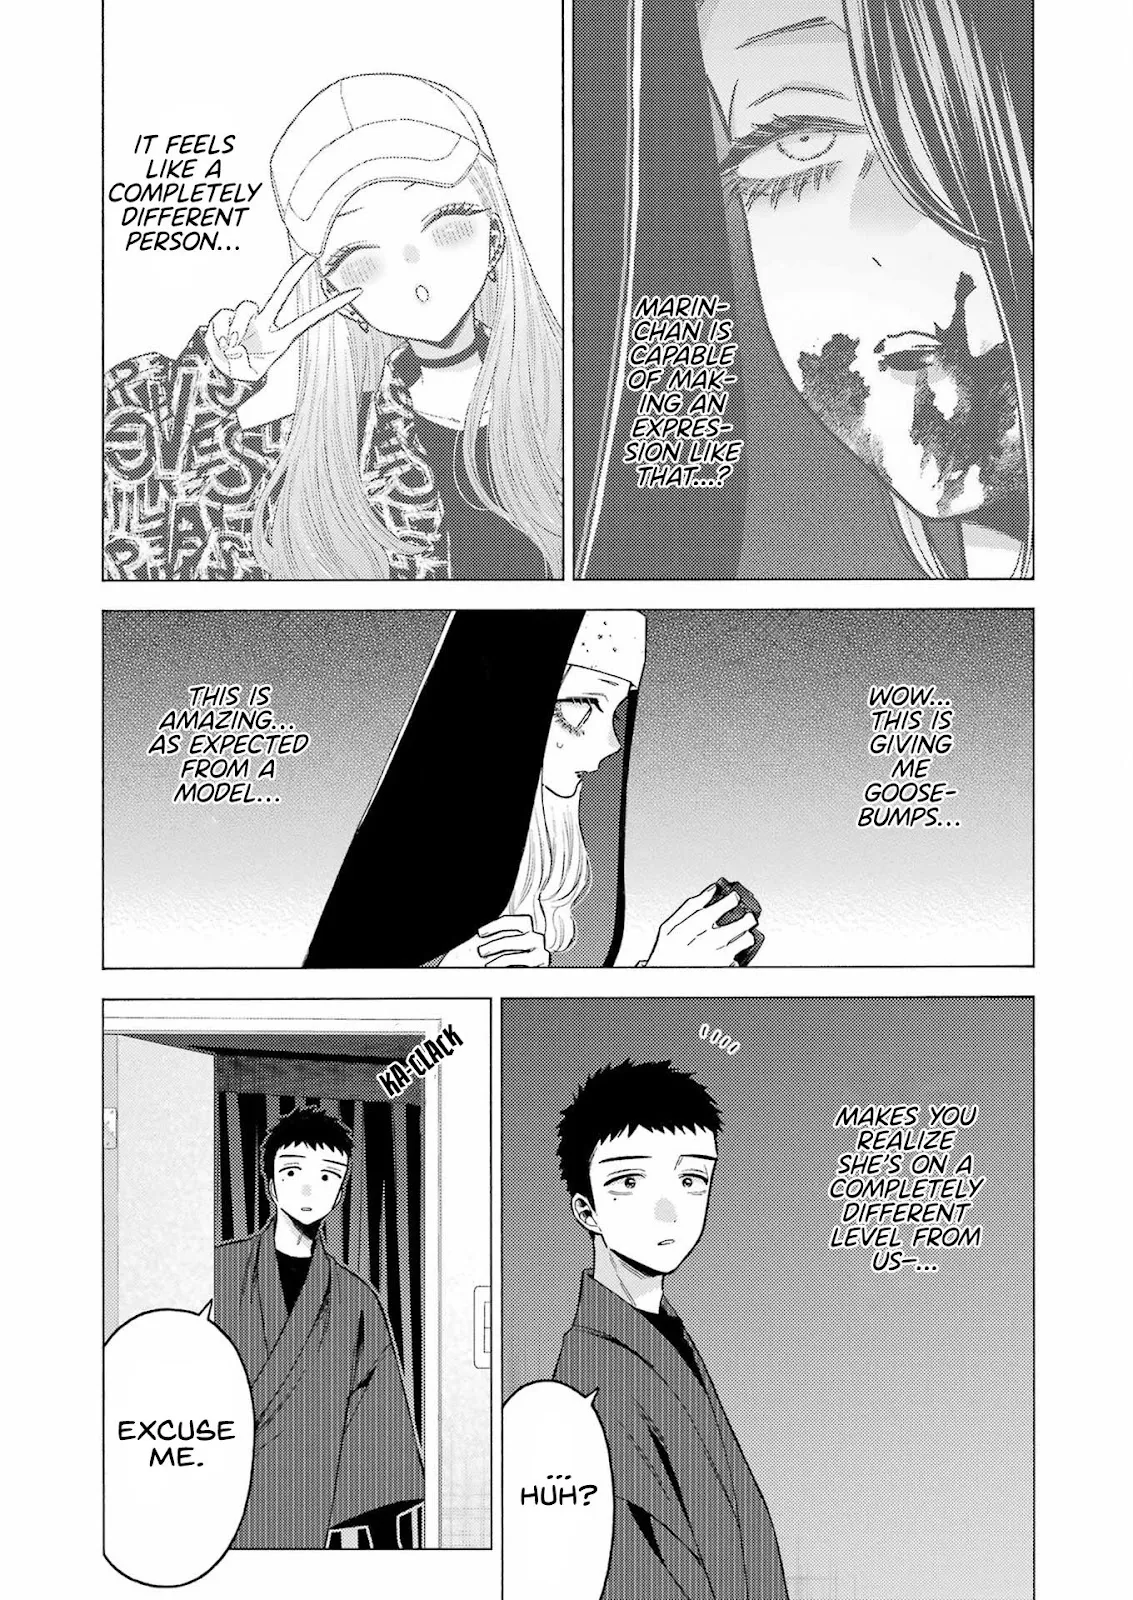 MARIN-
CHAN IS
CAPABLE
OF MAK-
ING AN
EXPRES-
SION LIKE
THAT...?
IT FEELS
LIKE A
COMPLETELY
DIFFERENT
PERSON...
WOW...
THIS IS
GIVING
ME
GOOSE-
BUMPS...
THIS IS
AMAZING...
AS EXPECTED
FROM A
MODEL...
MAKES YOU
REALIZE
SHE'S ON A
COMPLETELY
DIFFERENT
LEVEL FROM
US-...
...
HUH?
KA-CLACK
EXCUSE
ME.